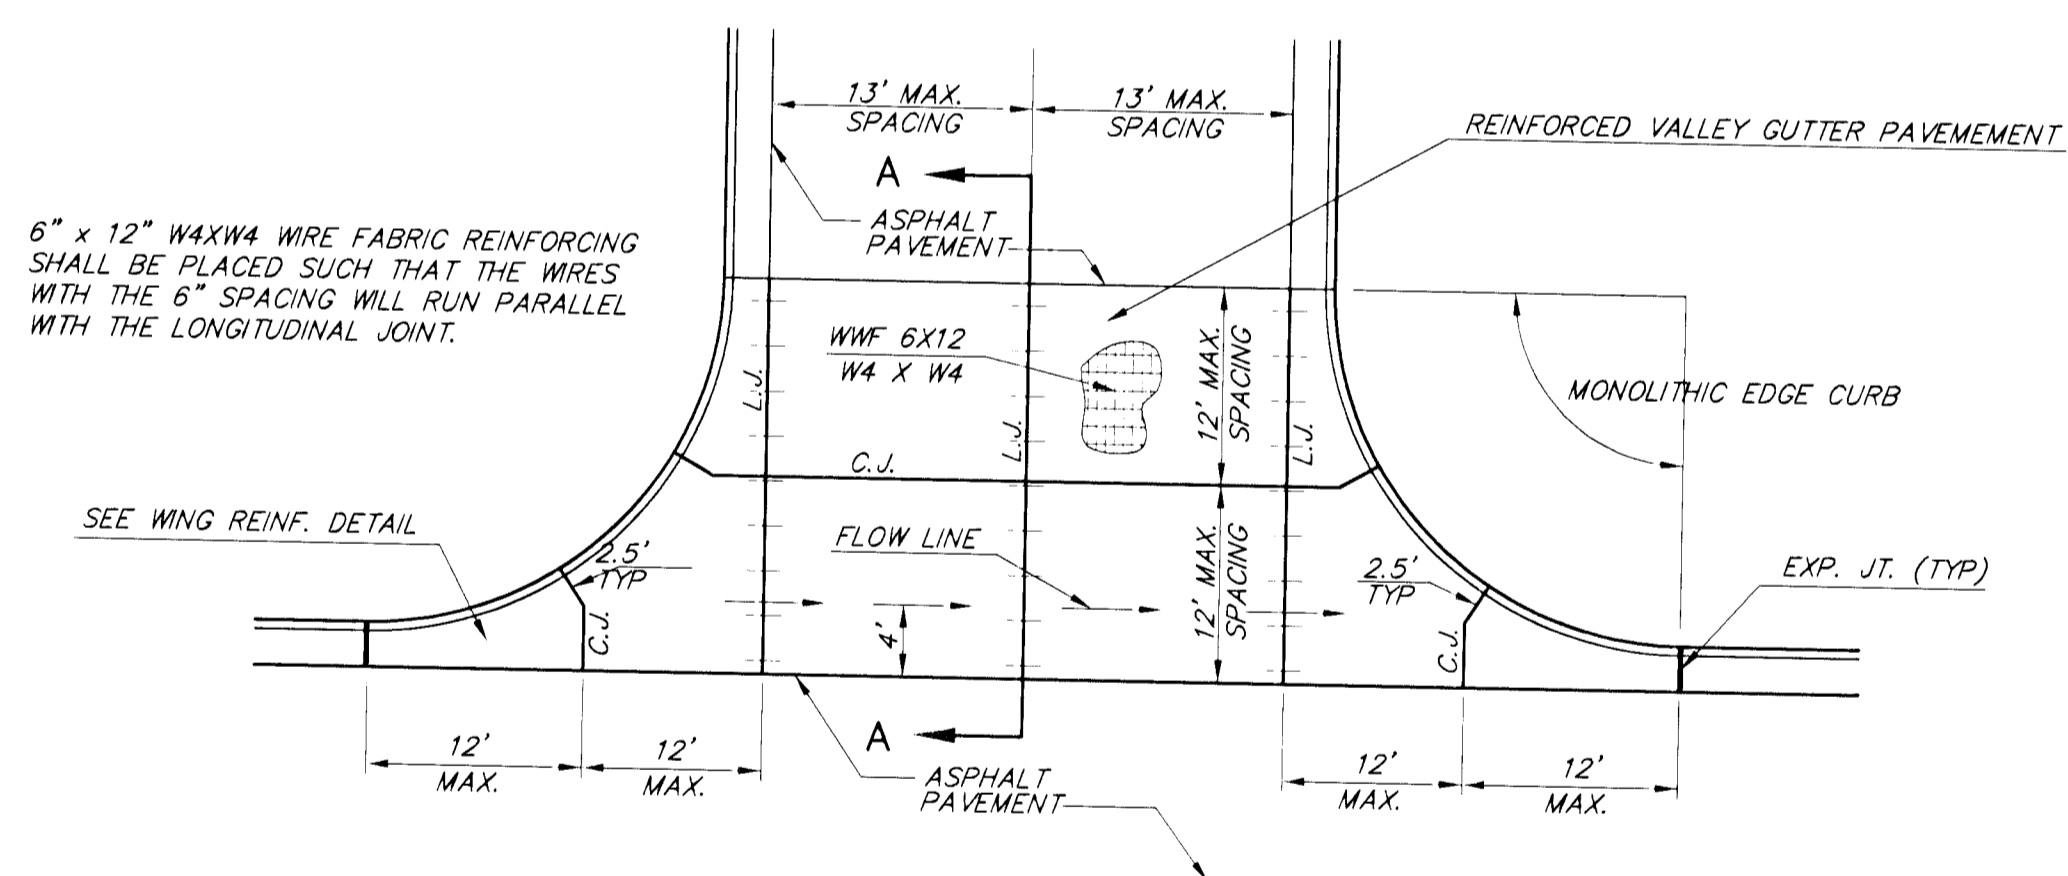 13' MAX.
SPACING
13' MAX.
SPACING
REINFORCED VALLEY GUTTER PAVEMEMENT
A
6" x 12" W4XW4 WIRE FABRIC REINFORCING
SHALL BE PLACED SUCH THAT THE WIRES
WITH THE 6" SPACING WILL RUN PARALLEL
WITH THE LONGITUDINAL JOINT.
ASPHALT
PAVEMENT
WWF 6X12
W4 X W4
12' MAX.
SPACING
MONOLITHIC EDGE CURB
L.J.
L.J.
L.J.
C.J.
SEE WING REINF. DETAIL
2.5'
TYP
FLOW LINE
12' MAX.
SPACING
2.5'
TYP
EXP. JT. (TYP)
C.J.
4'
C.J.
A
12'
MAX.
12'
MAX.
ASPHALT
PAVEMENT
12'
MAX.
12'
MAX.